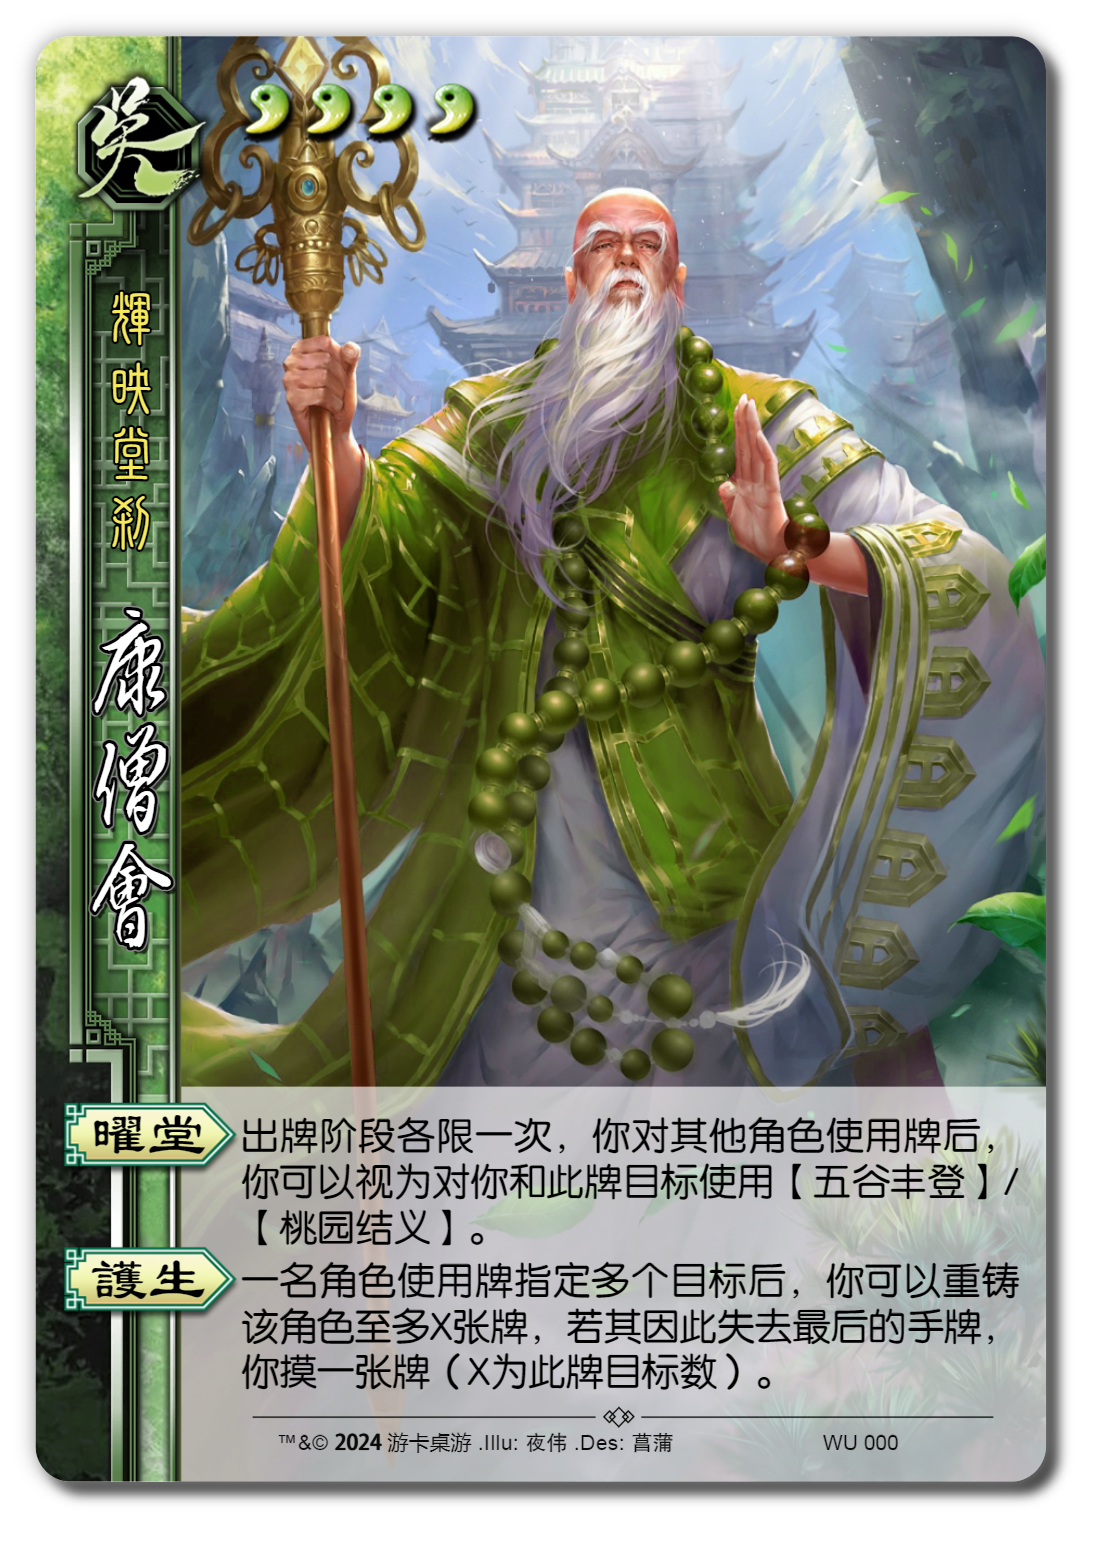 吳
輝映堂刹
康僧會
曜堂
出牌阶段各限一次，你对其他角色使用牌后，
你可以视为对你和此牌目标使用【五谷丰登】/
【桃园结义】。
護生
一名角色使用牌指定多个目标后，你可以重铸
该角色至多X张牌，若其因此失去最后的手牌，
你摸一张牌（X为此牌目标数）。
™&© 2024 游卡桌游 .Illu: 夜伟 .Des: 菖蒲
WU 000